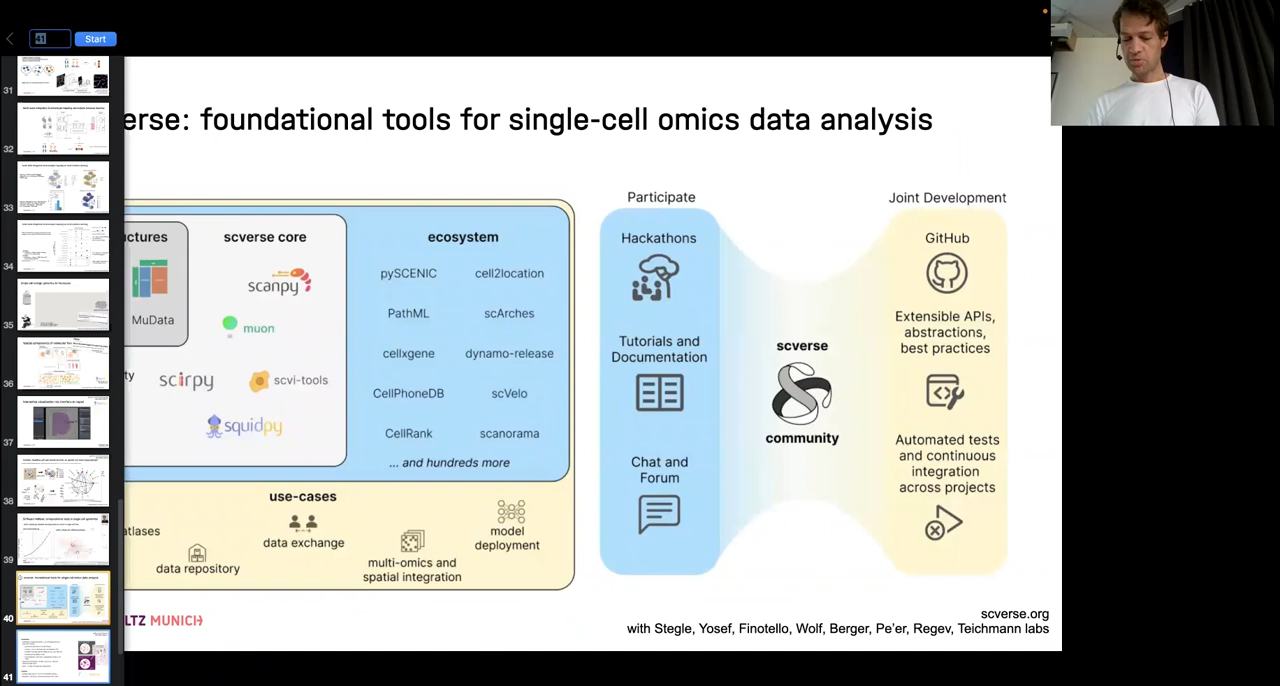 41
Start
31
32
33
34
35
36
37
38
39
40
41
erse: foundational tools for single-cell omics data analysis
ctures
MuData
ty
scverse core
scanpy
muon
scirpy
scvi-tools
squidpy
ecosystem
pySCENIC
cell2location
PathML
scArches
cellxgene
dynamo-release
CellPhoneDB
scVelo
CellRank
scanorama
... and hundreds more
use-cases
atlases
data repository
data exchange
multi-omics and
spatial integration
model
deployment
Participate
Hackathons
Tutorials and
Documentation
Chat and
Forum
scverse
community
Joint Development
GitHub
Extensible APIs,
abstractions,
best practices
Automated tests
and continuous
integration
across projects
LTZ MUNICH
scverse.org
with Stegle, Yosef, Finotello, Wolf, Berger, Pe'er, Regev, Teichmann labs